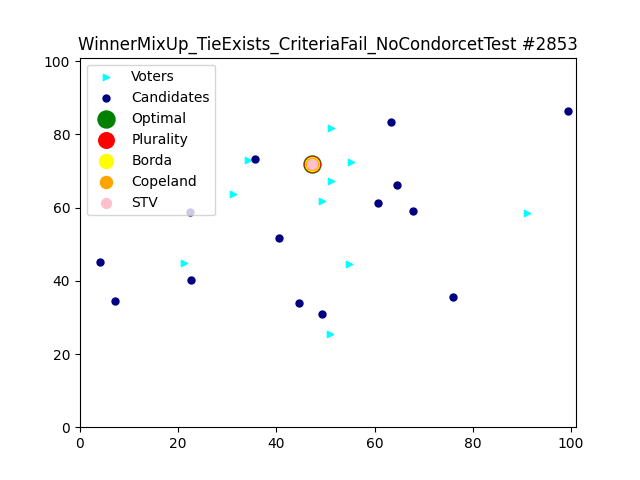 WinnerMixUp_TieExists_CriteriaFail_NoCondorcetTest #2853
100
80
60
40
20
0
Voters
Candidates
Optimal
Plurality
Borda
Copeland
STV
0 20 40 60 80 100